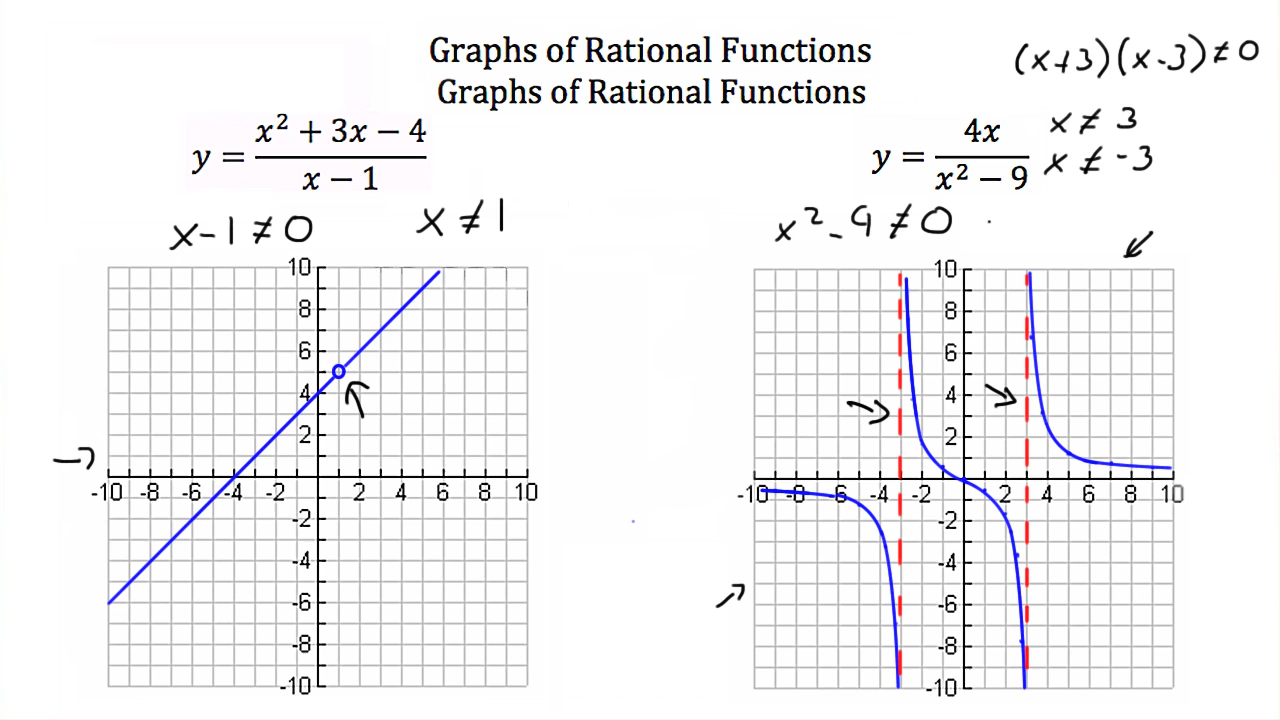 Graphs of Rational Functions
Graphs of Rational Functions
(x+3)(x-3)≠0
y = (x² + 3x − 4)/(x − 1)
y = 4x/(x² − 9)
x ≠ 3
x ≠ -3
x-1 ≠ 0
x ≠ 1
x² - 9 ≠ 0
10
8
6
4
2
-10 -8 -6 -4 -2 2 4 6 8 10
-2
-4
-6
-8
-10
10
8
6
4
2
-10 -8 -6 -4 -2 2 4 6 8 10
-2
-4
-6
-8
-10